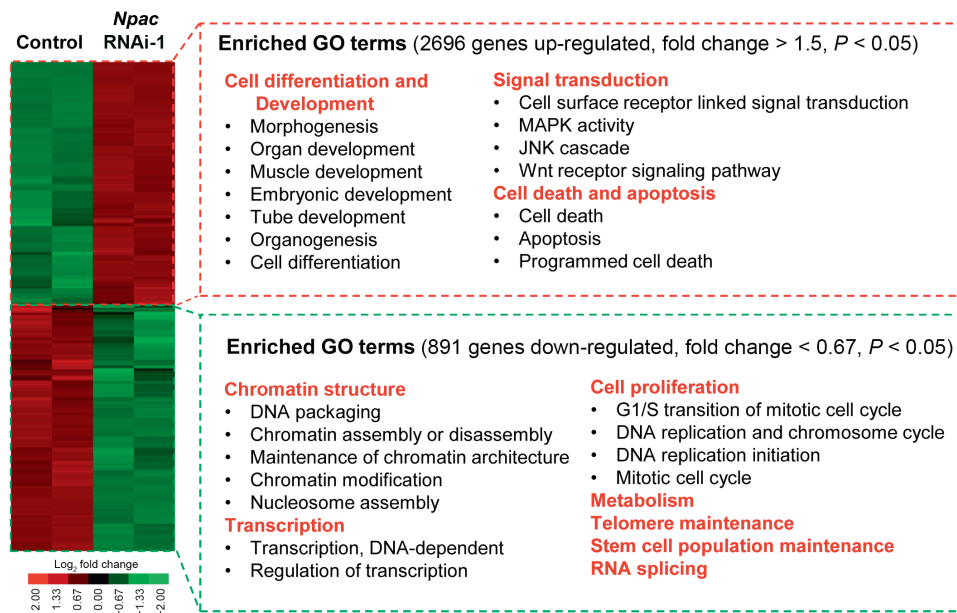 Control
Npac
RNAi-1
Enriched GO terms (2696 genes up-regulated, fold change > 1.5, P < 0.05)
Cell differentiation and
Development
• Morphogenesis
• Organ development
• Muscle development
• Embryonic development
• Tube development
• Organogenesis
• Cell differentiation
Signal transduction
• Cell surface receptor linked signal transduction
• MAPK activity
• JNK cascade
• Wnt receptor signaling pathway
Cell death and apoptosis
• Cell death
• Apoptosis
• Programmed cell death
Enriched GO terms (891 genes down-regulated, fold change < 0.67, P < 0.05)
Chromatin structure
• DNA packaging
• Chromatin assembly or disassembly
• Maintenance of chromatin architecture
• Chromatin modification
• Nucleosome assembly
Transcription
• Transcription, DNA-dependent
• Regulation of transcription
Cell proliferation
• G1/S transition of mitotic cell cycle
• DNA replication and chromosome cycle
• DNA replication initiation
• Mitotic cell cycle
Metabolism
Telomere maintenance
Stem cell population maintenance
RNA splicing
Log2 fold change
2.00
1.33
0.67
0.00
-0.67
-1.33
-2.00